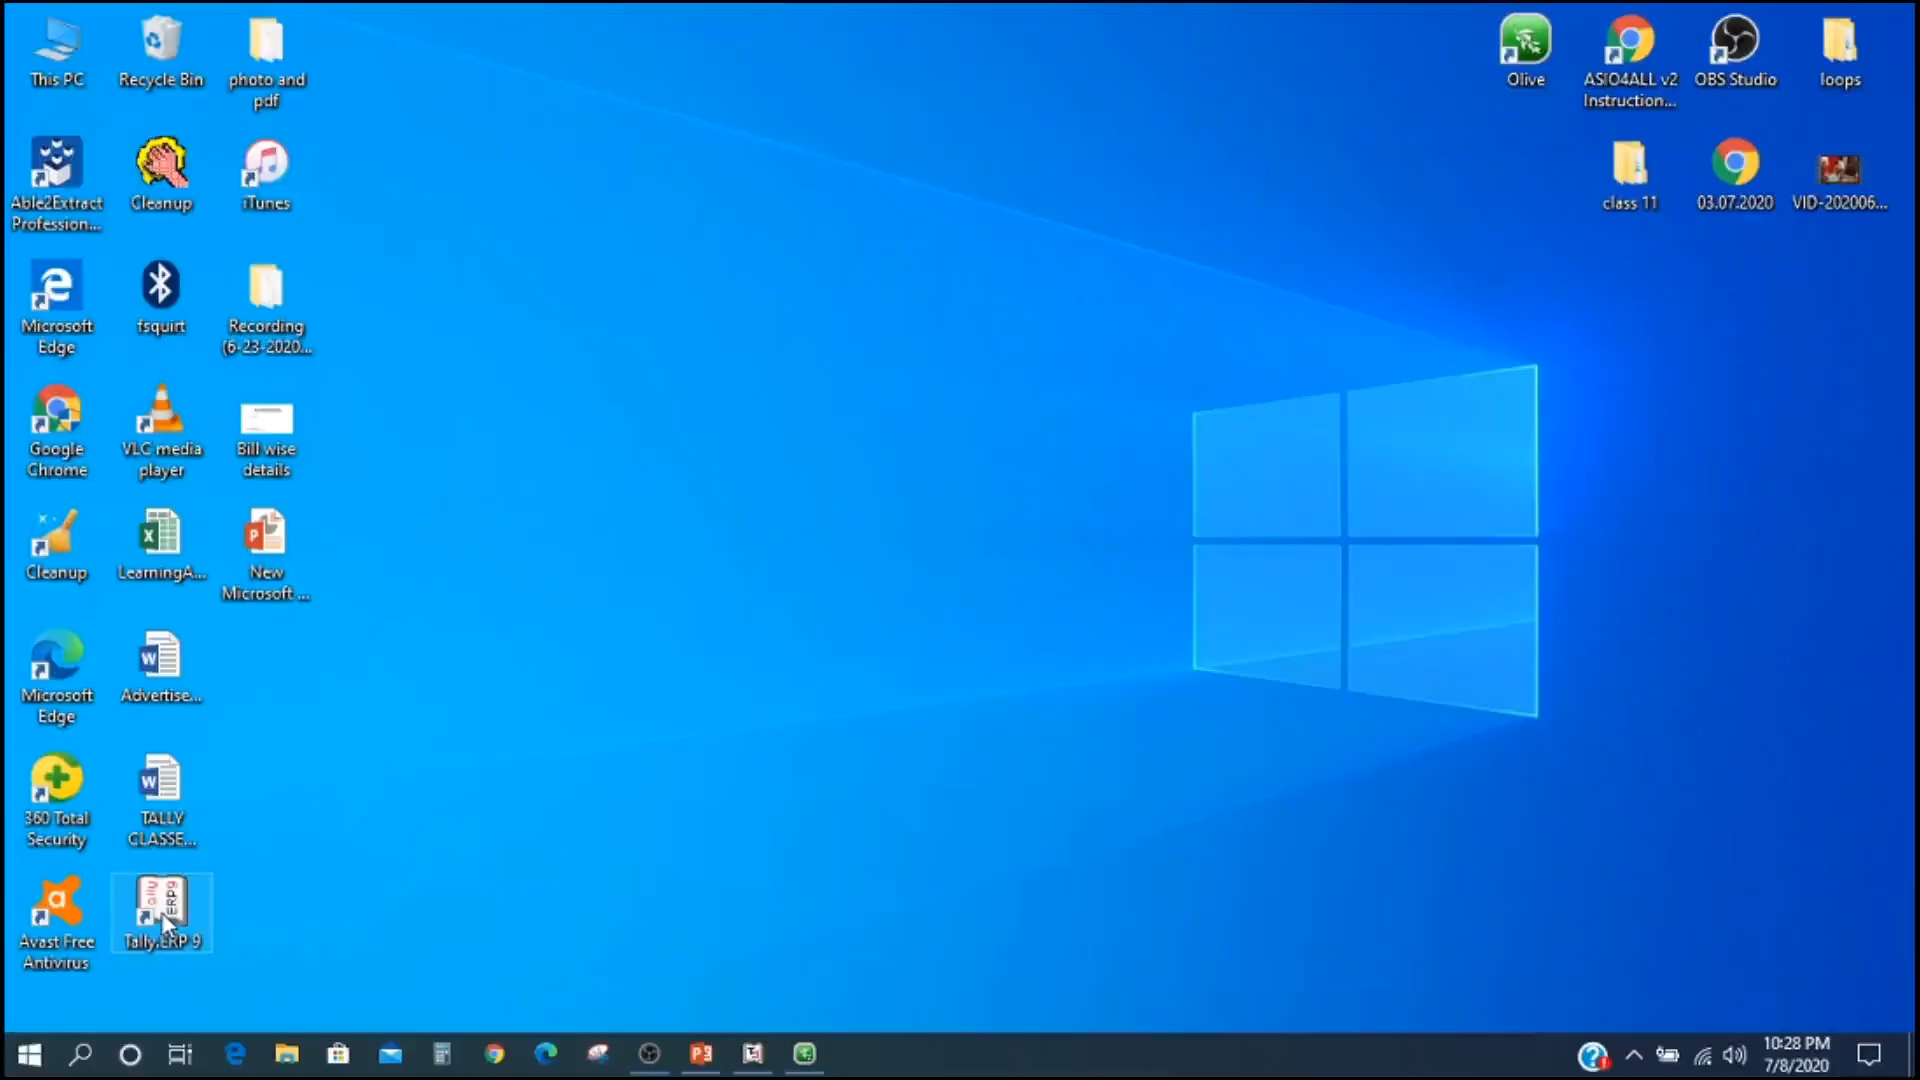 This PC
Recycle Bin
photo and
pdf
Olive
ASIO4ALL v2
Instruction...
OBS Studio
loops
Able2Extract
Profession...
Cleanup
iTunes
class 11
03.07.2020
VID-202006...
Microsoft
Edge
fsquirt
Recording
(6-23-2020...
Google
Chrome
VLC media
player
Bill wise
details
Cleanup
LearningA...
New
Microsoft ...
Microsoft
Edge
Advertise...
360 Total
Security
TALLY
CLASSE...
Avast Free
Antivirus
Tally.ERP 9
10:28 PM
7/8/2020